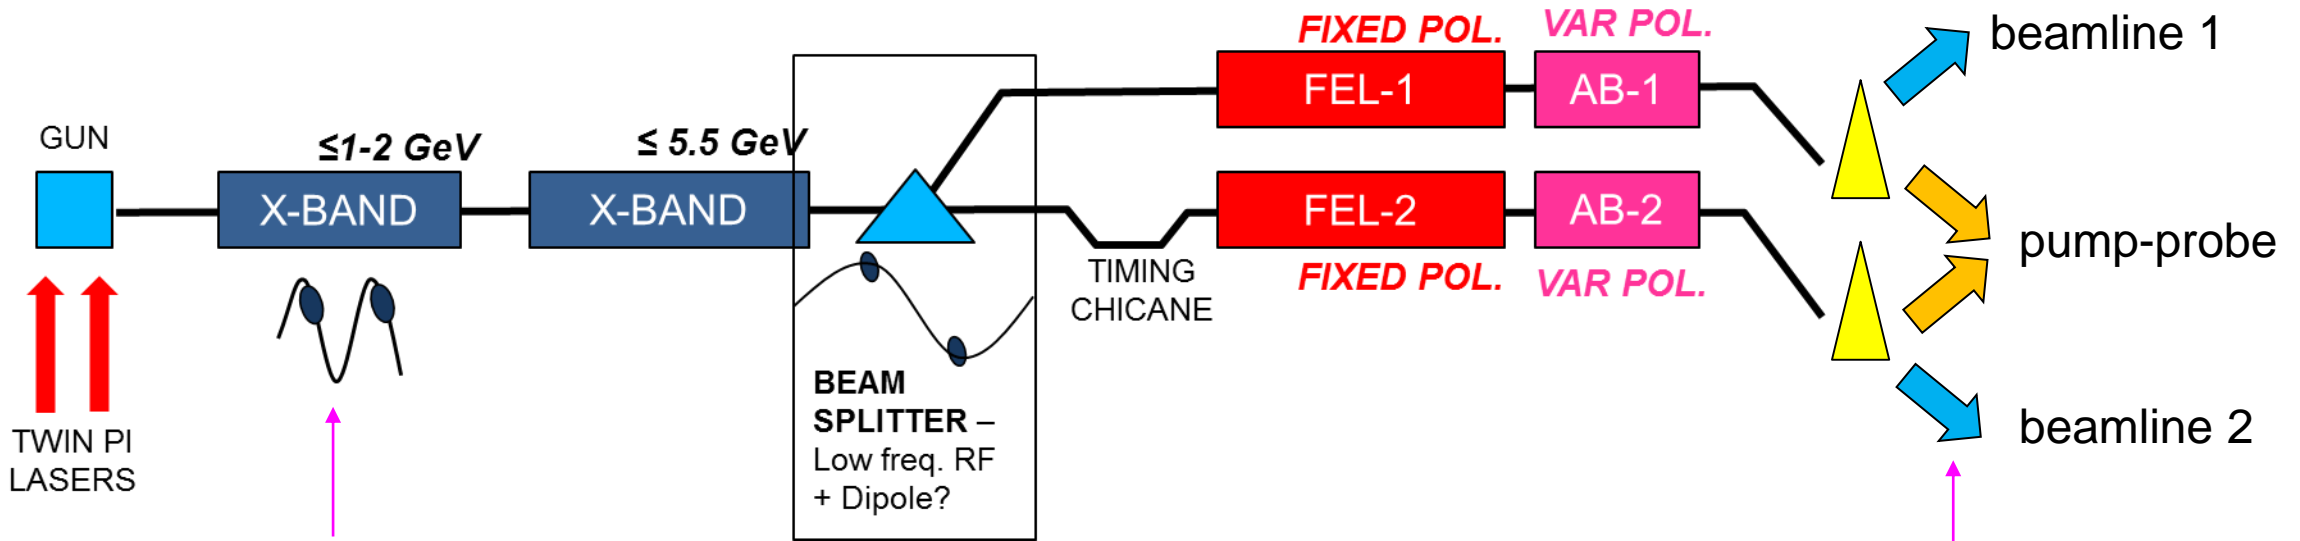 GUN
TWIN PI
LASERS
≤1-2 GeV
X-BAND
≤ 5.5 GeV
X-BAND
BEAM
SPLITTER –
Low freq. RF
+ Dipole?
TIMING
CHICANE
FIXED POL.
FEL-1
VAR POL.
AB-1
FEL-2
FIXED POL.
AB-2
VAR POL.
beamline 1
pump-probe
beamline 2